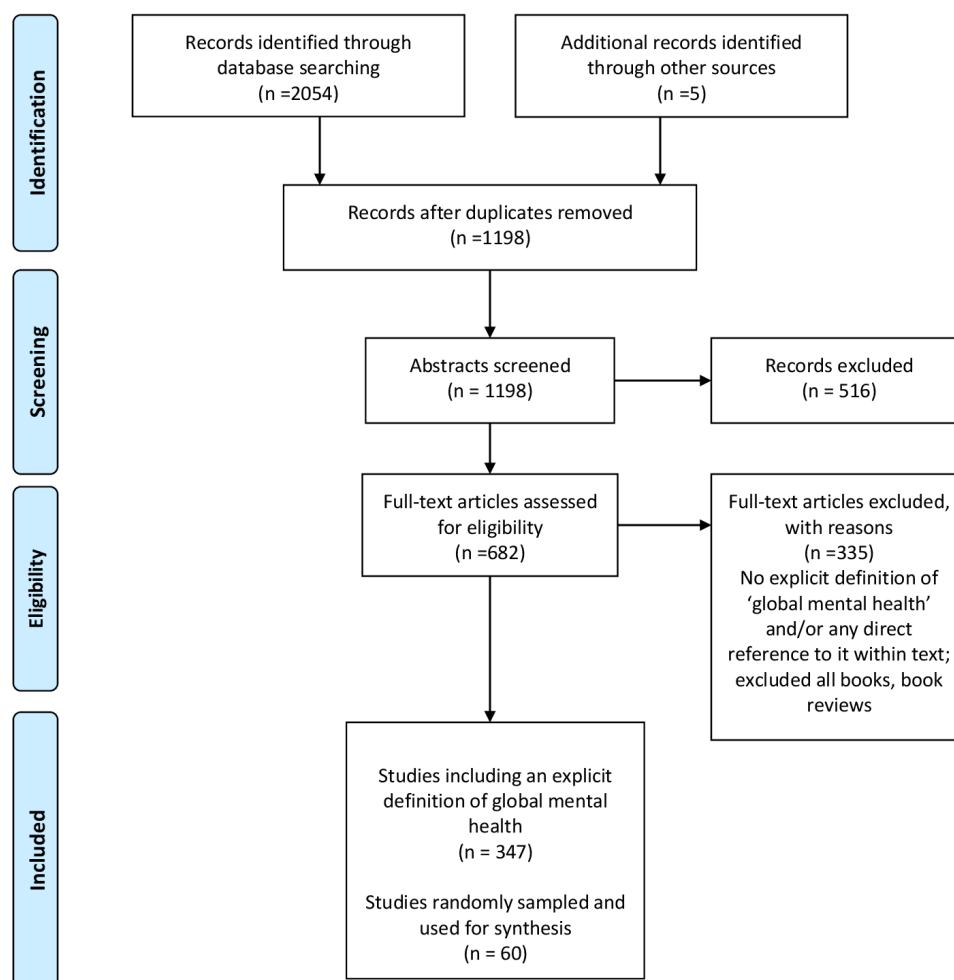 Identification
Records identified through
database searching
(n =2054)
Additional records identified
through other sources
(n =5)
Records after duplicates removed
(n =1198)
Screening
Abstracts screened
(n = 1198)
Records excluded
(n = 516)
Eligibility
Full-text articles assessed
for eligibility
(n =682)
Full-text articles excluded,
with reasons
(n =335)
No explicit definition of
‘global mental health’
and/or any direct
reference to it within text;
excluded all books, book
reviews
Included
Studies including an explicit
definition of global mental
health
(n = 347)
Studies randomly sampled and
used for synthesis
(n = 60)